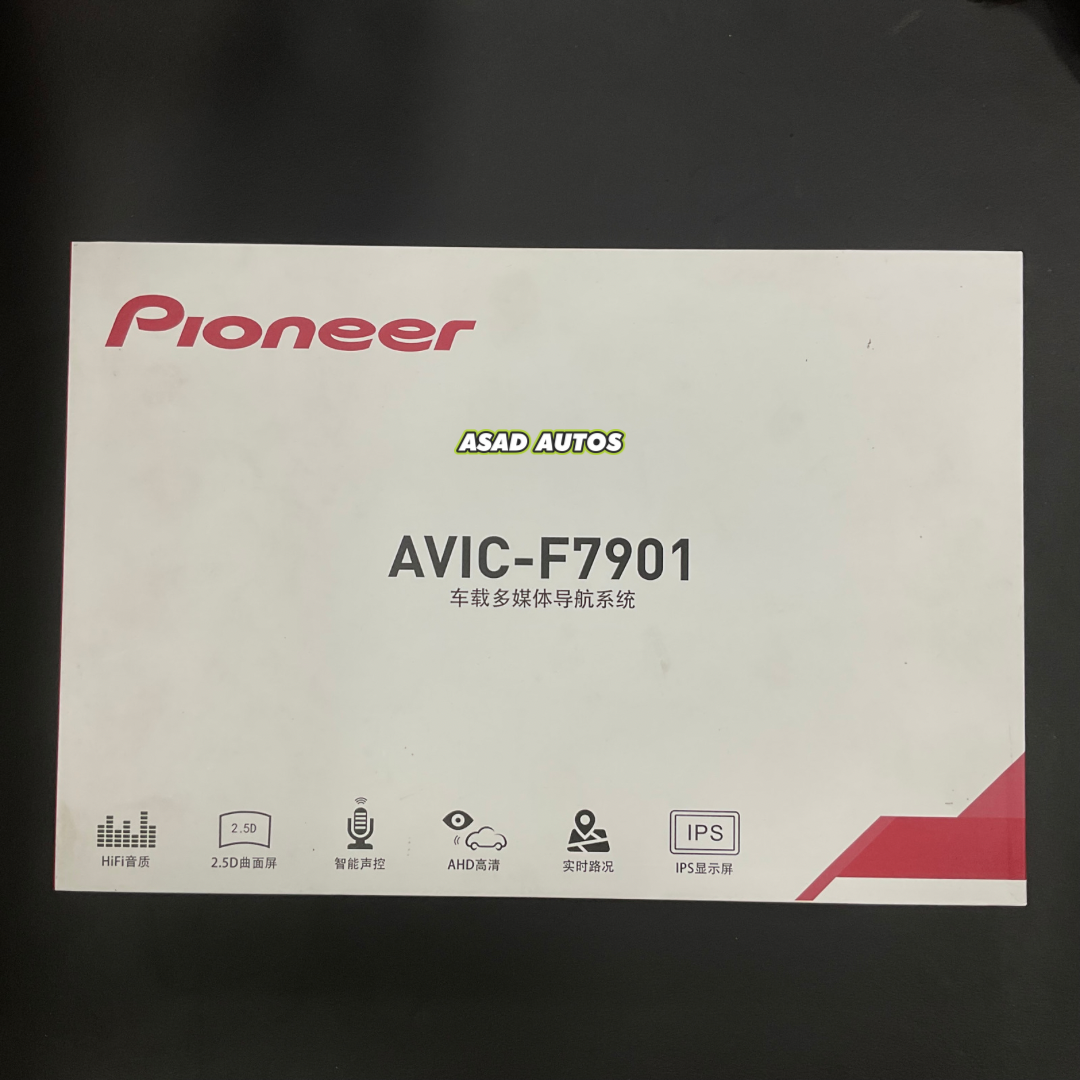 Pioneer
ASAD AUTOS
AVIC-F7901
车载多媒体导航系统
2.5D
IPS
HiFi音质
2.5D曲面屏
智能声控
AHD高清
实时路况
IPS显示屏